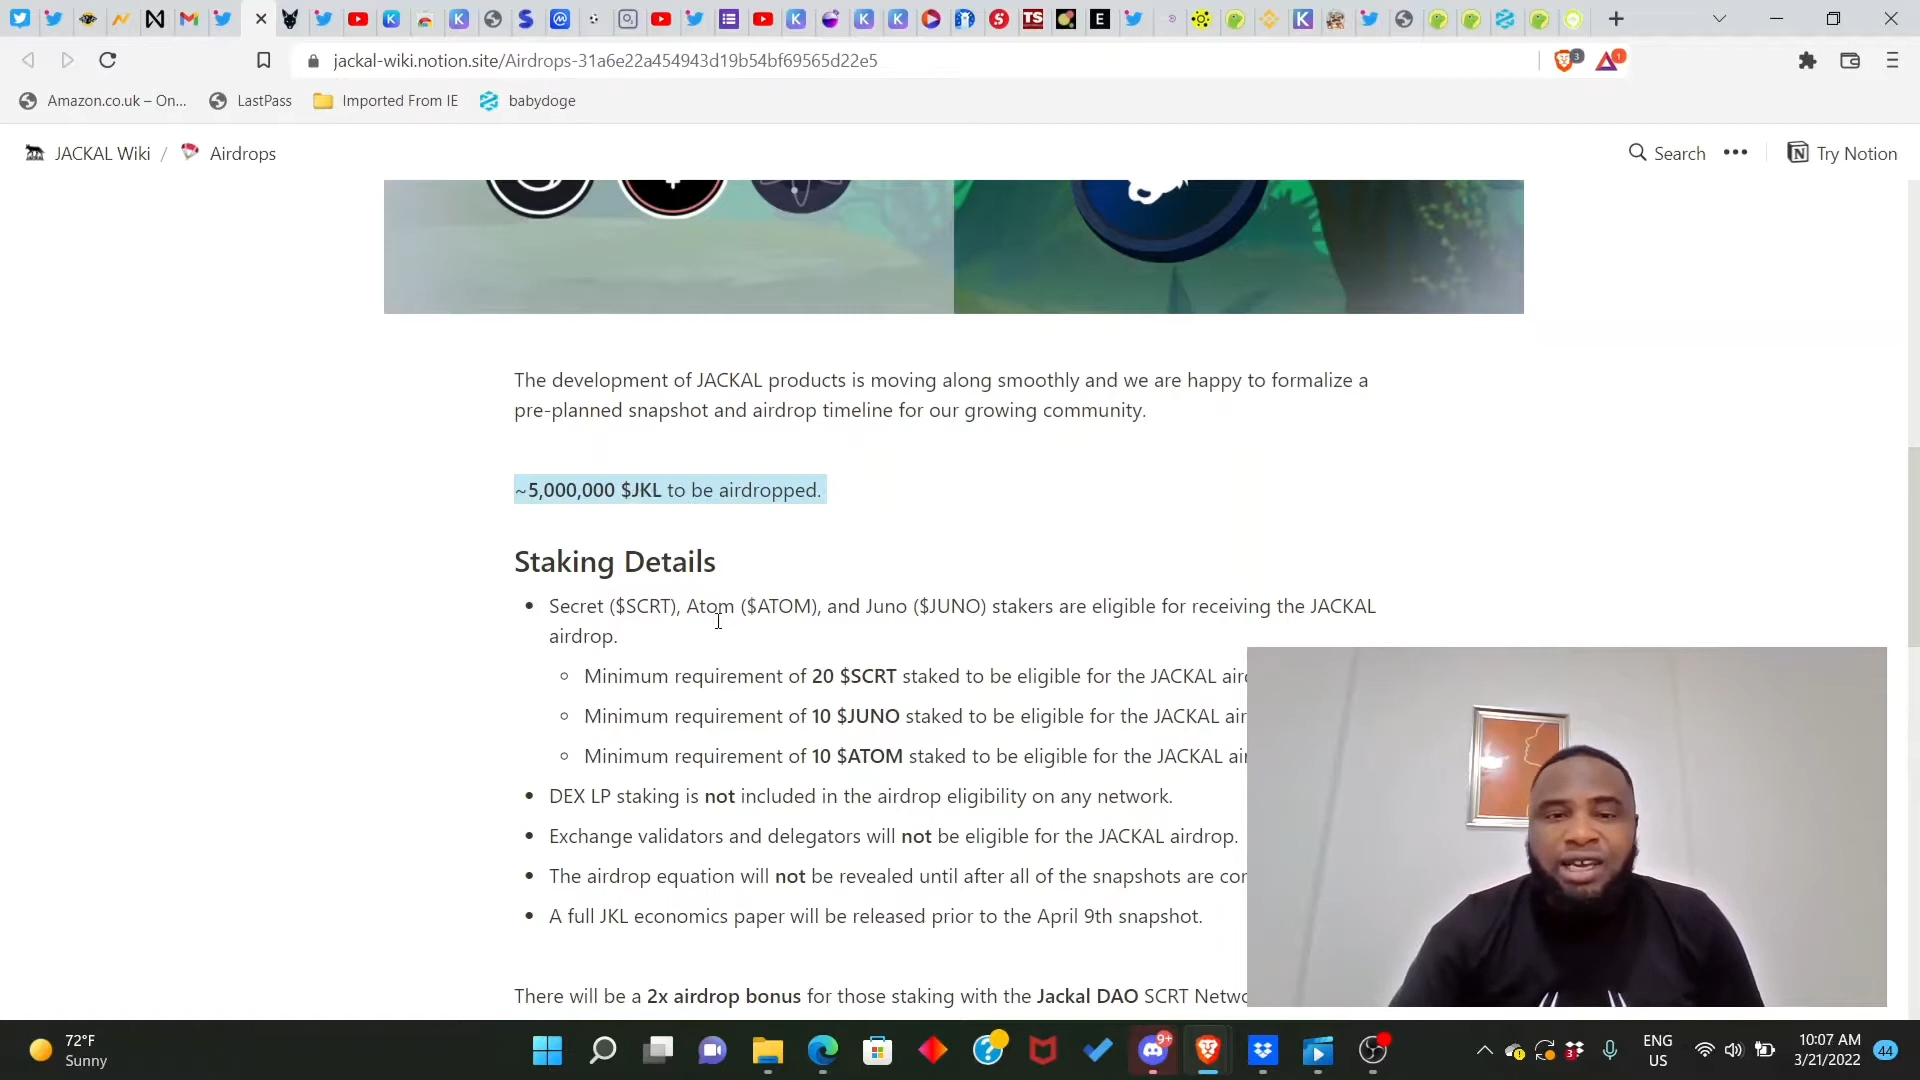 jackal-wiki.notion.site/Airdrops-31a6e22a454943d19b54bf69565d22e5
3
1
Amazon.co.uk – On...
LastPass
Imported From IE
babydoge
JACKAL Wiki / Airdrops
Search
Try Notion
The development of JACKAL products is moving along smoothly and we are happy to formalize a
pre-planned snapshot and airdrop timeline for our growing community.
~5,000,000 $JKL to be airdropped.
Staking Details
• Secret ($SCRT), Atom ($ATOM), and Juno ($JUNO) stakers are eligible for receiving the JACKAL
airdrop.
◦ Minimum requirement of 20 $SCRT staked to be eligible for the JACKAL
◦ Minimum requirement of 10 $JUNO staked to be eligible for the JACKAL
◦ Minimum requirement of 10 $ATOM staked to be eligible for the JACKAL
• DEX LP staking is not included in the airdrop eligibility on any network.
• Exchange validators and delegators will not be eligible for the JACKAL airdrop.
• The airdrop equation will not be revealed until after all of the snapshots are
• A full JKL economics paper will be released prior to the April 9th snapshot.
There will be a 2x airdrop bonus for those staking with the Jackal DAO SCRT
72°F
Sunny
9+
ENG
US
10:07 AM
3/21/2022
44